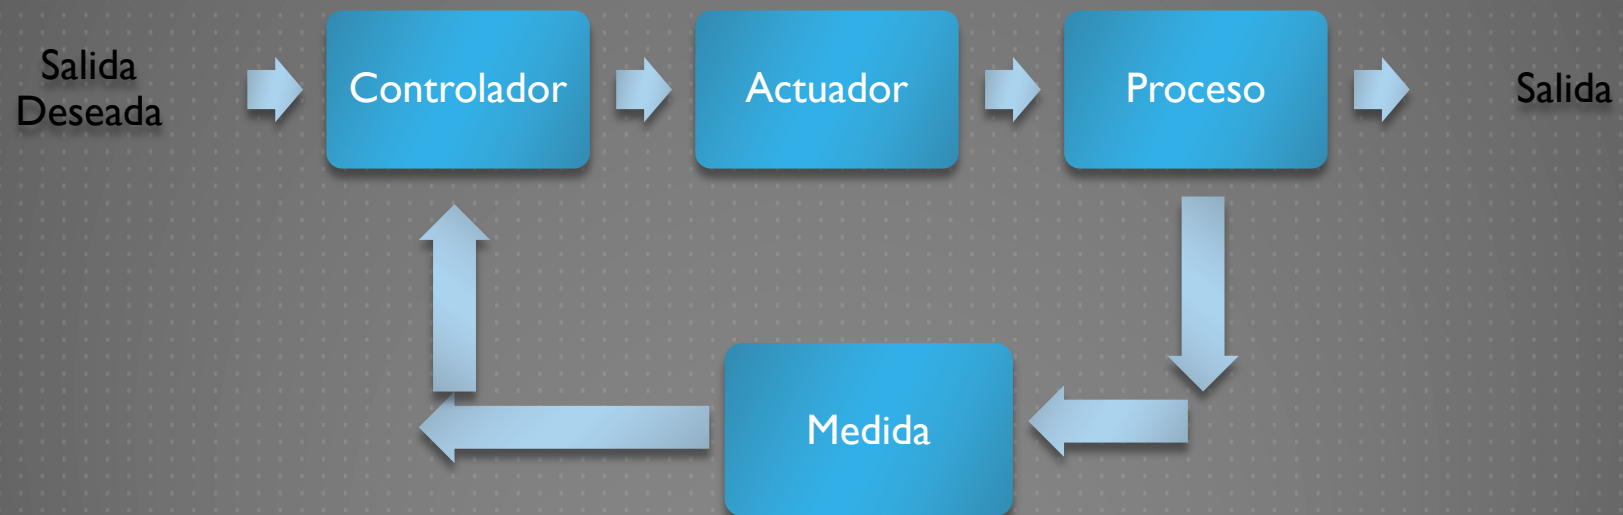 Salida
Deseada
Controlador
Actuador
Proceso
Salida
Medida